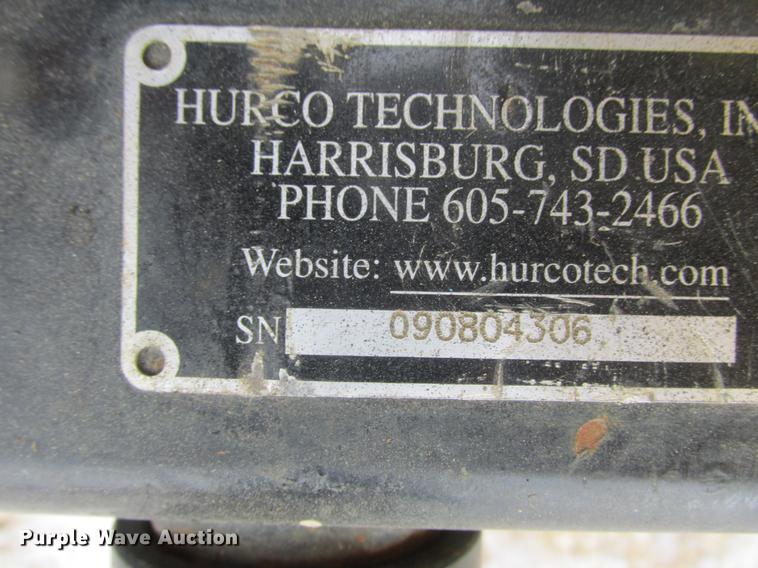 HURCO TECHNOLOGIES, IN
HARRISBURG, SD USA
PHONE 605-743-2466
Website: www.hurcotech.com
SN 090804306
Purple Wave Auction